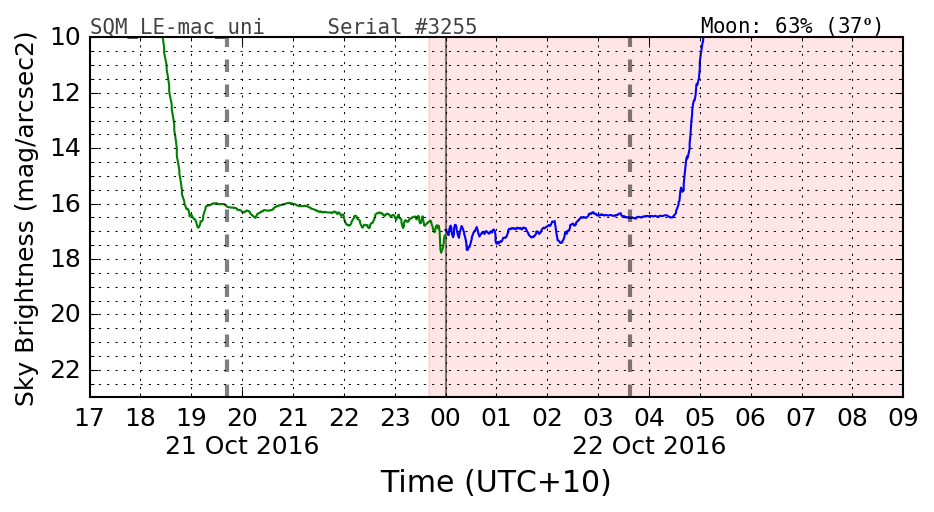 SQM_LE-mac_uni Serial #3255 Moon: 63% (37º)
Sky Brightness (mag/arcsec2)
10
12
14
16
18
20
22
17 18 19 20 21 22 23 00 01 02 03 04 05 06 07 08 09
21 Oct 2016 22 Oct 2016
Time (UTC+10)